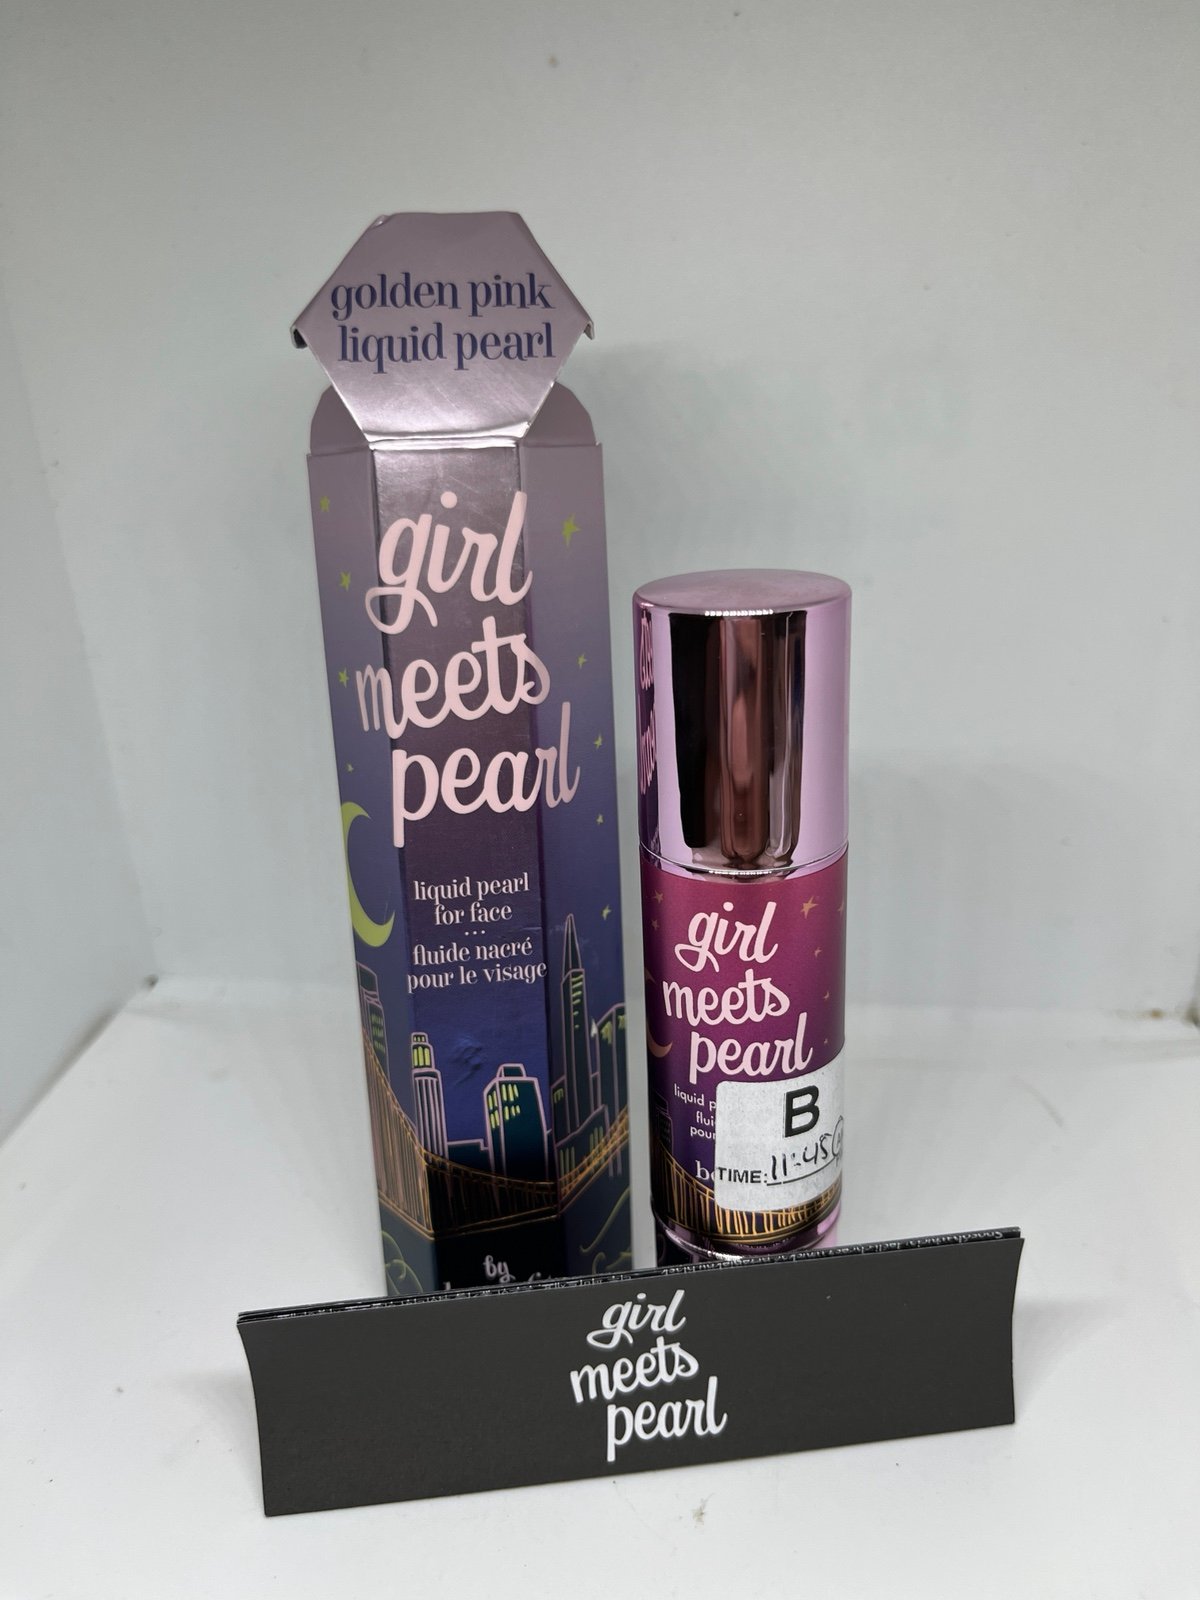 golden pink
liquid pearl
girl
meets
pearl
liquid pearl
for face
...
fluide nacré
pour le visage
by
girl
meets
pearl
liquid
B
TIME: 11:45
girl
meets
pearl